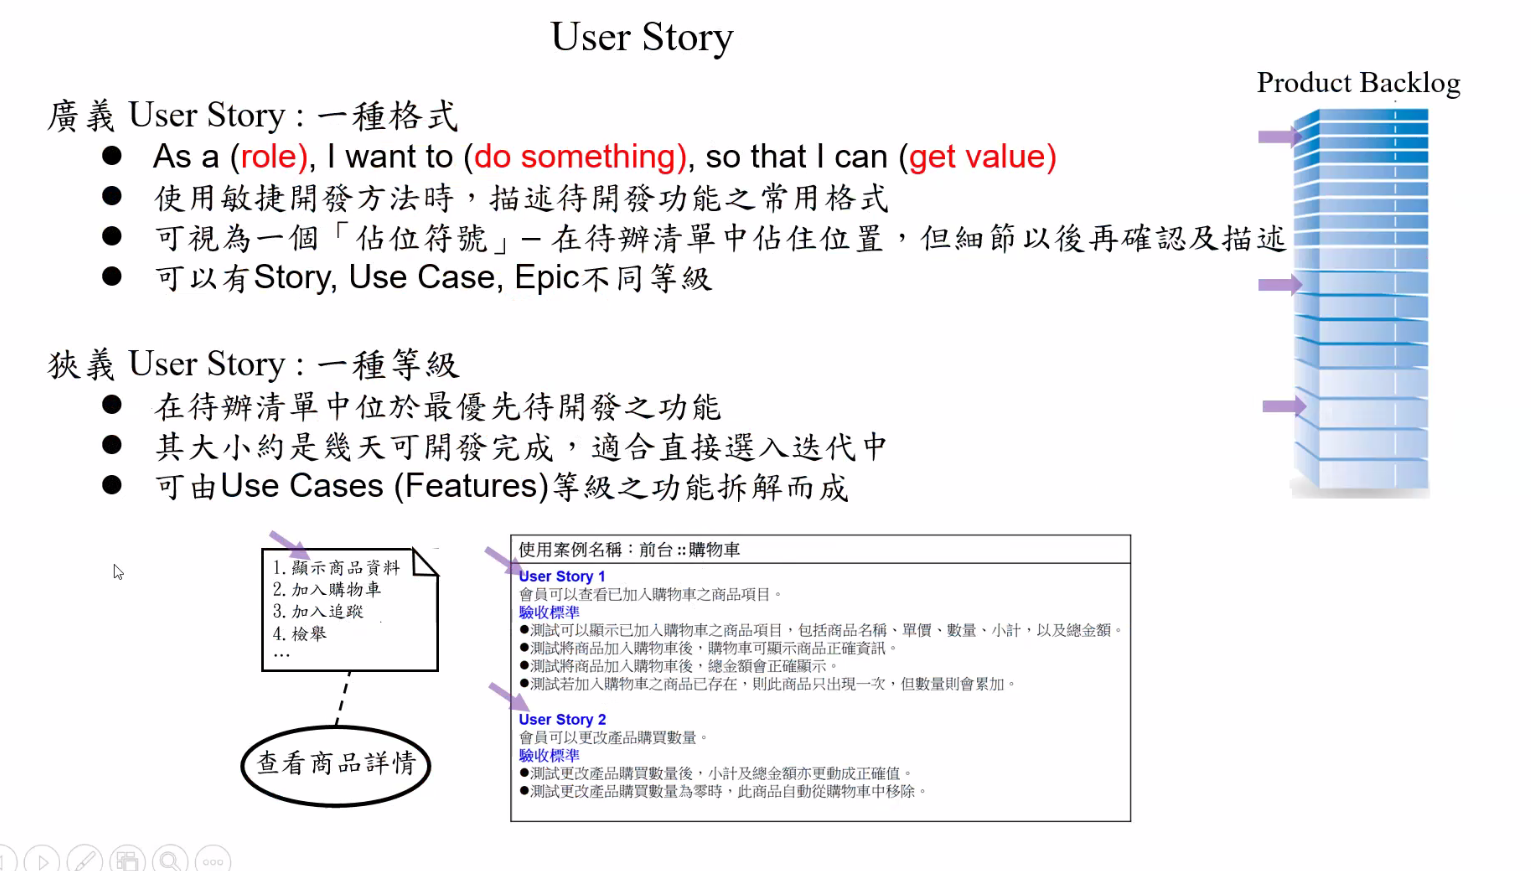 User Story
Product Backlog
廣義 User Story : 一種格式
● As a (role), I want to (do something), so that I can (get value)
● 使用敏捷開發方法時，描述待開發功能之常用格式
● 可視為一個「佔位符號」– 在待辦清單中佔住位置，但細節以後再確認及描述
● 可以有Story, Use Case, Epic不同等級
狹義 User Story : 一種等級
● 在待辦清單中位於最優先待開發之功能
● 其大小約是幾天可開發完成，適合直接選入迭代中
● 可由Use Cases (Features)等級之功能拆解而成
1. 顯示商品資料
2. 加入購物車
3. 加入追蹤
4. 檢舉
...
查看商品詳情
使用案例名稱：前台::購物車
User Story 1
會員可以查看已加入購物車之商品項目。
驗收標準
●測試可以顯示已加入購物車之商品項目，包括商品名稱、單價、數量、小計，以及總金額。
●測試將商品加入購物車後，購物車可顯示商品正確資訊。
●測試將商品加入購物車後，總金額會正確顯示。
●測試若加入購物車之商品已存在，則此商品只出現一次，但數量則會累加。
User Story 2
會員可以更改產品購買數量。
驗收標準
●測試更改產品購買數量後，小計及總金額亦更動成正確值。
●測試更改產品購買數量為零時，此商品自動從購物車中移除。